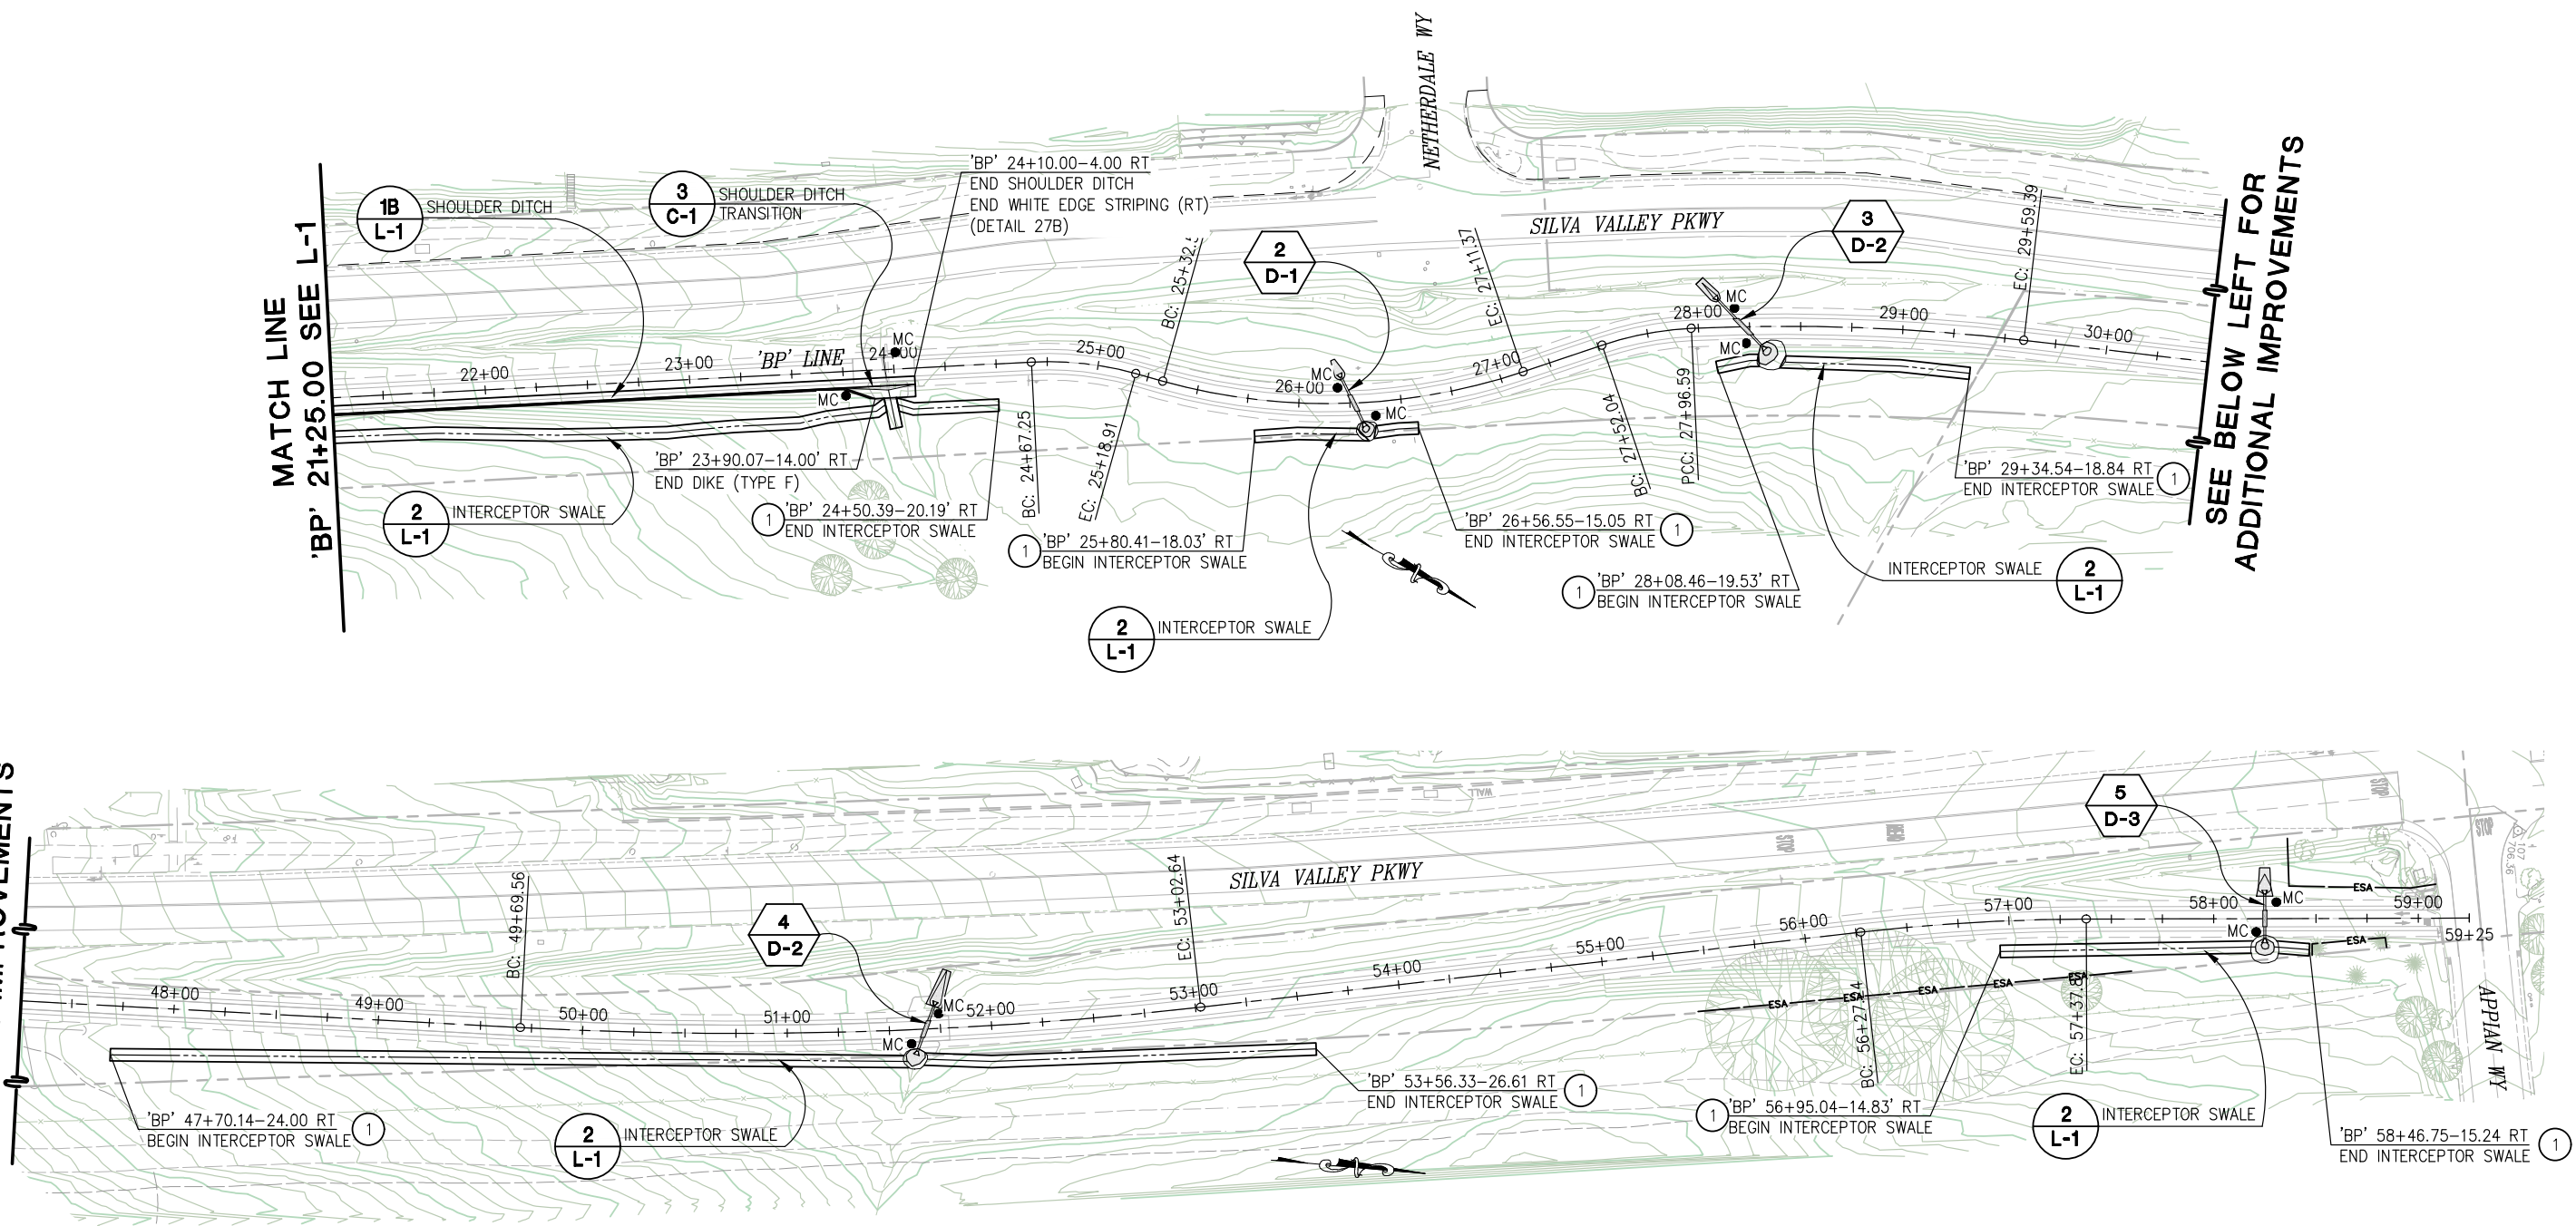 NETHERDALE WY
MATCH LINE
'BP' 21+25.00 SEE L-1
1B
L-1
SHOULDER DITCH
3
C-1
SHOULDER DITCH
TRANSITION
'BP' 24+10.00-4.00 RT
END SHOULDER DITCH
END WHITE EDGE STRIPING (RT)
(DETAIL 27B)
2
D-1
SILVA VALLEY PKWY
3
D-2
SEE BELOW LEFT FOR
ADDITIONAL IMPROVEMENTS
22+00
23+00
'BP' LINE
24+00
MC
MC
25+00
BC: 25+32.
26+00
MC
MC
27+00
EC: 27+11.37
28+00
MC
MC
29+00
EC: 29+59.39
30+00
BC: 24+67.25
EC: 25+18.91
BC: 27+52.04
PCC: 27+96.59
2
L-1
INTERCEPTOR SWALE
'BP' 23+90.07-14.00' RT
END DIKE (TYPE F)
1
'BP' 24+50.39-20.19' RT
END INTERCEPTOR SWALE
1
'BP' 25+80.41-18.03' RT
BEGIN INTERCEPTOR SWALE
'BP' 26+56.55-15.05 RT
END INTERCEPTOR SWALE
1
1
'BP' 28+08.46-19.53' RT
BEGIN INTERCEPTOR SWALE
'BP' 29+34.54-18.84 RT
END INTERCEPTOR SWALE
1
INTERCEPTOR SWALE
2
L-1
2
L-1
INTERCEPTOR SWALE
WALL
STOP
STOP
STOP
5
D-3
SILVA VALLEY PKWY
4
D-2
BC: 49+69.56
EC: 53+02.64
48+00
49+00
50+00
51+00
MC
MC
52+00
53+00
54+00
55+00
56+00
57+00
58+00
MC
MC
59+00
59+25
ESA
ESA
ESA
ESA
ESA
ESA
ESA
EC: 57+37.
APPIAN WY
107
706.36
'BP' 47+70.14-24.00 RT
BEGIN INTERCEPTOR SWALE
1
2
L-1
INTERCEPTOR SWALE
'BP' 53+56.33-26.61 RT
END INTERCEPTOR SWALE
1
1
'BP' 56+95.04-14.83' RT
BEGIN INTERCEPTOR SWALE
2
L-1
INTERCEPTOR SWALE
'BP' 58+46.75-15.24 RT
END INTERCEPTOR SWALE
1